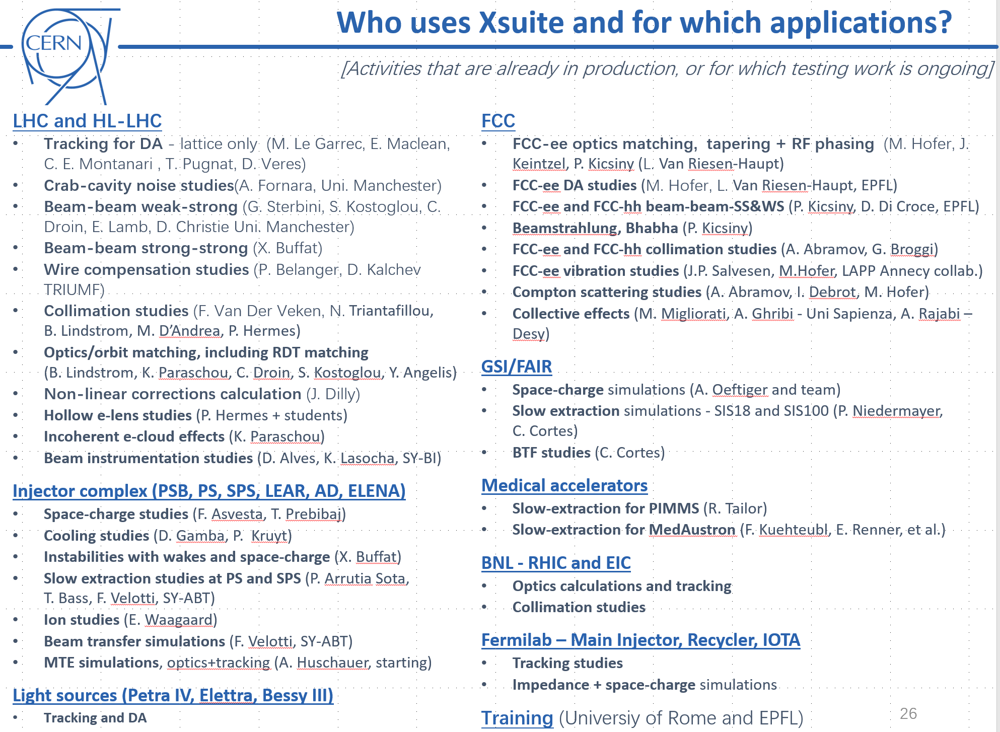 CERN
Who uses Xsuite and for which applications?
[Activities that are already in production, or for which testing work is ongoing]
LHC and HL-LHC
• Tracking for DA - lattice only (M. Le Garrec, E. Maclean,
C. E. Montanari , T. Pugnat, D. Veres)
• Crab-cavity noise studies(A. Fornara, Uni. Manchester)
• Beam-beam weak-strong (G. Sterbini, S. Kostoglou, C.
Droin, E. Lamb, D. Christie Uni. Manchester)
• Beam-beam strong-strong (X. Buffat)
• Wire compensation studies (P. Belanger, D. Kalchev
TRIUMF)
• Collimation studies (F. Van Der Veken, N. Triantafillou,
B. Lindstrom, M. D’Andrea, P. Hermes)
• Optics/orbit matching, including RDT matching
(B. Lindstrom, K. Paraschou, C. Droin, S. Kostoglou, Y. Angelis)
• Non-linear corrections calculation (J. Dilly)
• Hollow e-lens studies (P. Hermes + students)
• Incoherent e-cloud effects (K. Paraschou)
• Beam instrumentation studies (D. Alves, K. Lasocha, SY-BI)
Injector complex (PSB, PS, SPS, LEAR, AD, ELENA)
• Space-charge studies (F. Asvesta, T. Prebibaj)
• Cooling studies (D. Gamba, P. Kruyt)
• Instabilities with wakes and space-charge (X. Buffat)
• Slow extraction studies at PS and SPS (P. Arrutia Sota,
T. Bass, F. Velotti, SY-ABT)
• Ion studies (E. Waagaard)
• Beam transfer simulations (F. Velotti, SY-ABT)
• MTE simulations, optics+tracking (A. Huschauer, starting)
Light sources (Petra IV, Elettra, Bessy III)
• Tracking and DA
FCC
• FCC-ee optics matching, tapering + RF phasing (M. Hofer, J.
Keintzel, P. Kicsiny (L. Van Riesen-Haupt)
• FCC-ee DA studies (M. Hofer, L. Van Riesen-Haupt, EPFL)
• FCC-ee and FCC-hh beam-beam-SS&WS (P. Kicsiny, D. Di Croce, EPFL)
• Beamstrahlung, Bhabha (P. Kicsiny)
• FCC-ee and FCC-hh collimation studies (A. Abramov, G. Broggi)
• FCC-ee vibration studies (J.P. Salvesen, M.Hofer, LAPP Annecy collab.)
• Compton scattering studies (A. Abramov, I. Debrot, M. Hofer)
• Collective effects (M. Migliorati, A. Ghribi - Uni Sapienza, A. Rajabi –
Desy)
GSI/FAIR
• Space-charge simulations (A. Oeftiger and team)
• Slow extraction simulations - SIS18 and SIS100 (P. Niedermayer,
C. Cortes)
• BTF studies (C. Cortes)
Medical accelerators
• Slow-extraction for PIMMS (R. Tailor)
• Slow-extraction for MedAustron (F. Kuehteubl, E. Renner, et al.)
BNL - RHIC and EIC
• Optics calculations and tracking
• Collimation studies
Fermilab – Main Injector, Recycler, IOTA
• Tracking studies
• Impedance + space-charge simulations
Training (Universiy of Rome and EPFL)
26